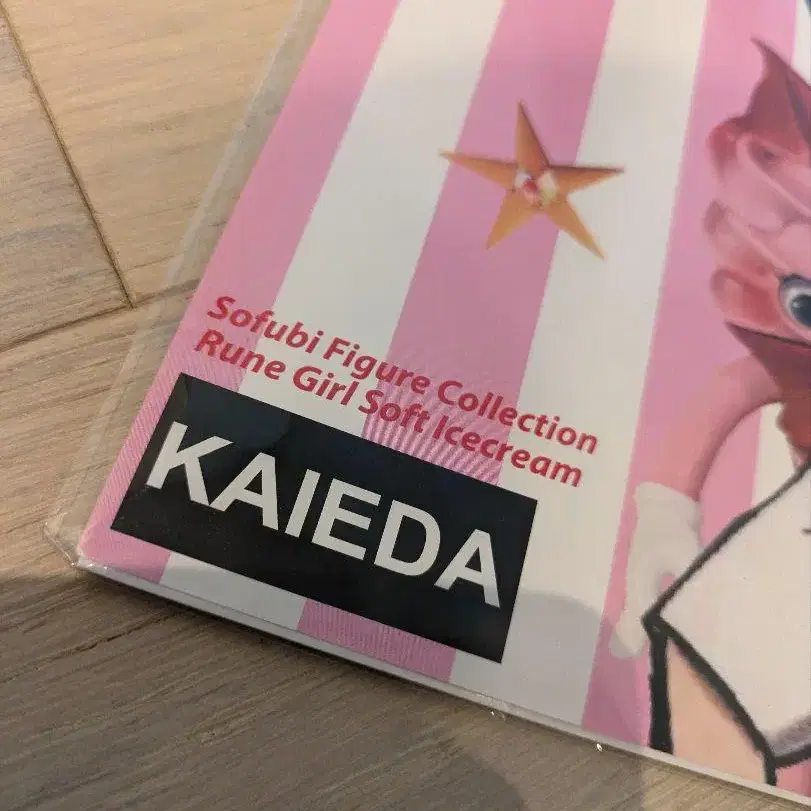 Sofubi Figure Collection
Rune Girl Soft Icecream
KAIEDA